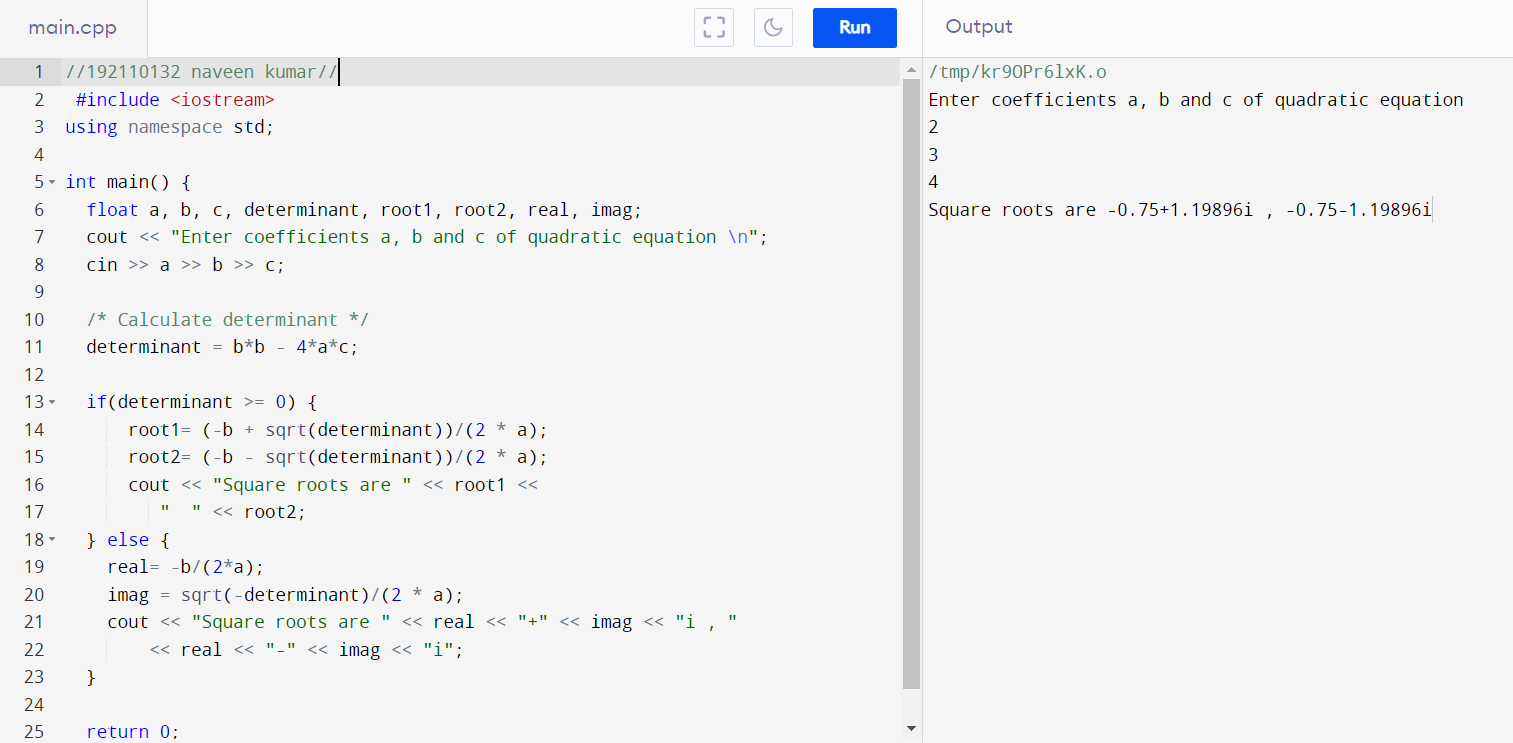 main.cpp
Run
Output
1 //192110132 naveen kumar//
2 #include <iostream>
3 using namespace std;
4
5 int main() {
6 float a, b, c, determinant, root1, root2, real, imag;
7 cout << "Enter coefficients a, b and c of quadratic equation \n";
8 cin >> a >> b >> c;
9
10 /* Calculate determinant */
11 determinant = b*b - 4*a*c;
12
13 if(determinant >= 0) {
14 root1= (-b + sqrt(determinant))/(2 * a);
15 root2= (-b - sqrt(determinant))/(2 * a);
16 cout << "Square roots are " << root1 <<
17 "  " << root2;
18 } else {
19 real= -b/(2*a);
20 imag = sqrt(-determinant)/(2 * a);
21 cout << "Square roots are " << real << "+" << imag << "i , "
22 << real << "-" << imag << "i";
23 }
24
25 return 0;
/tmp/kr9OPr6lxK.o
Enter coefficients a, b and c of quadratic equation
2
3
4
Square roots are -0.75+1.19896i , -0.75-1.19896i